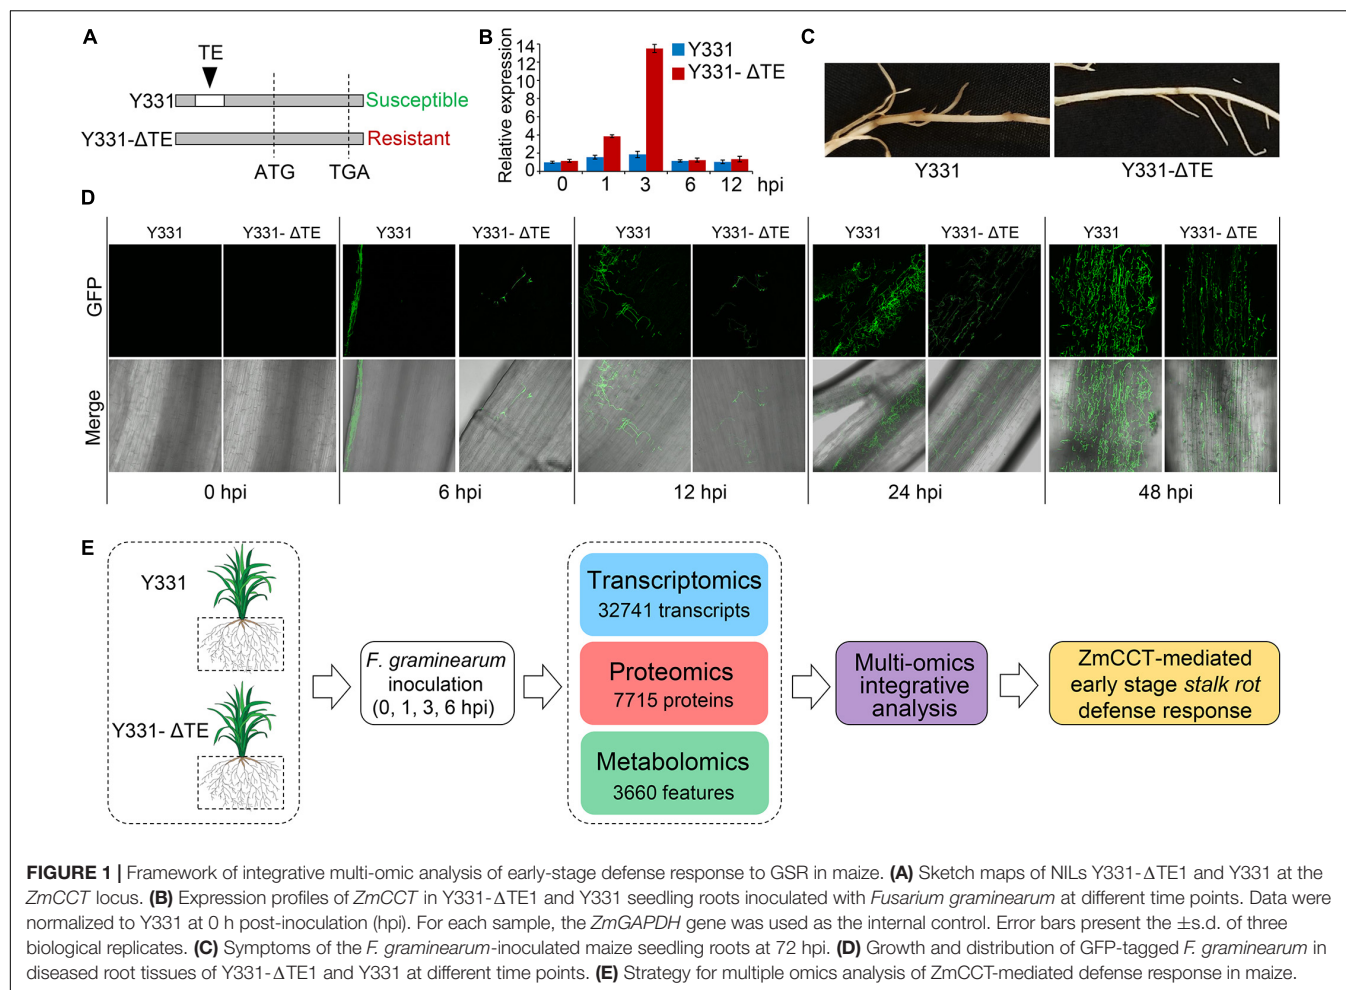 A
TE
Y331
Susceptible
Y331-ΔTE
Resistant
ATG TGA
B
Relative expression
14
12
10
8
6
4
2
0
Y331
Y331- ΔTE
0 1 3 6 12 hpi
C
Y331 Y331-ΔTE
D
Y331 Y331- ΔTE Y331 Y331- ΔTE Y331 Y331- ΔTE Y331 Y331- ΔTE Y331 Y331- ΔTE
GFP
Merge
0 hpi 6 hpi 12 hpi 24 hpi 48 hpi
E
Y331
Y331- ΔTE
F. graminearum
inoculation
(0, 1, 3, 6 hpi)
Transcriptomics
32741 transcripts
Proteomics
7715 proteins
Metabolomics
3660 features
Multi-omics
integrative
analysis
ZmCCT-mediated
early stage stalk rot
defense response
FIGURE 1 | Framework of integrative multi-omic analysis of early-stage defense response to GSR in maize. (A) Sketch maps of NILs Y331-ΔTE1 and Y331 at the
ZmCCT locus. (B) Expression profiles of ZmCCT in Y331-ΔTE1 and Y331 seedling roots inoculated with Fusarium graminearum at different time points. Data were
normalized to Y331 at 0 h post-inoculation (hpi). For each sample, the ZmGAPDH gene was used as the internal control. Error bars present the ±s.d. of three
biological replicates. (C) Symptoms of the F. graminearum-inoculated maize seedling roots at 72 hpi. (D) Growth and distribution of GFP-tagged F. graminearum in
diseased root tissues of Y331-ΔTE1 and Y331 at different time points. (E) Strategy for multiple omics analysis of ZmCCT-mediated defense response in maize.